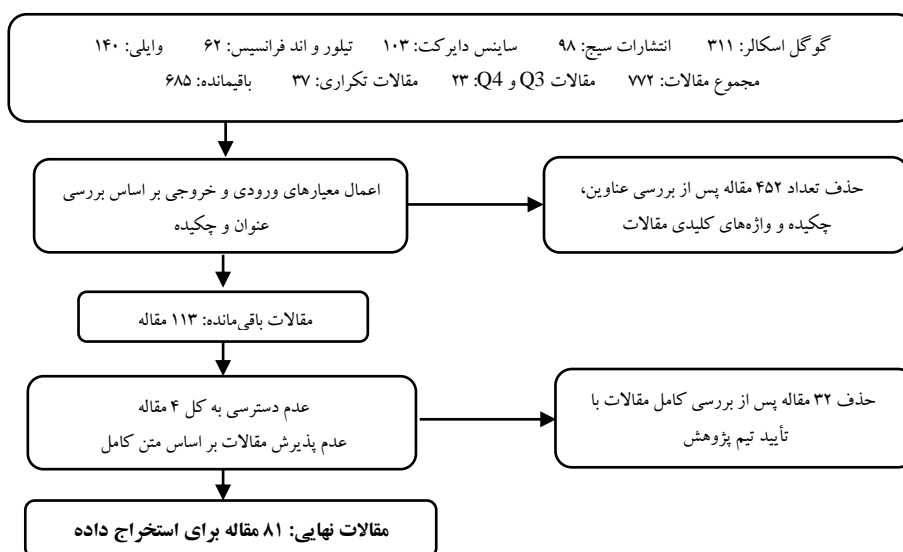 گوگل اسکالر: ۳۱۱ انتشارات سیج: ۹۸ ساینس دایرکت: ۱۰۳ تیلور و اند فرانسیس: ۶۲ وایلی: ۱۴۰
مجموع مقالات: ۷۷۲ مقالات Q3 و Q4: ۲۳ مقالات تکراری: ۳۷ باقیمانده: ۶۸۵
اعمال معیارهای ورودی و خروجی بر اساس بررسی
عنوان و چکیده
حذف تعداد ۴۵۲ مقاله پس از بررسی عناوین،
چکیده و واژه‌های کلیدی مقالات
مقالات باقی‌مانده: ۱۱۳ مقاله
عدم دسترسی به کل ۴ مقاله
عدم پذیرش مقالات بر اساس متن کامل
حذف ۳۲ مقاله پس از بررسی کامل مقالات با
تأیید تیم پژوهش
مقالات نهایی: ۸۱ مقاله برای استخراج داده